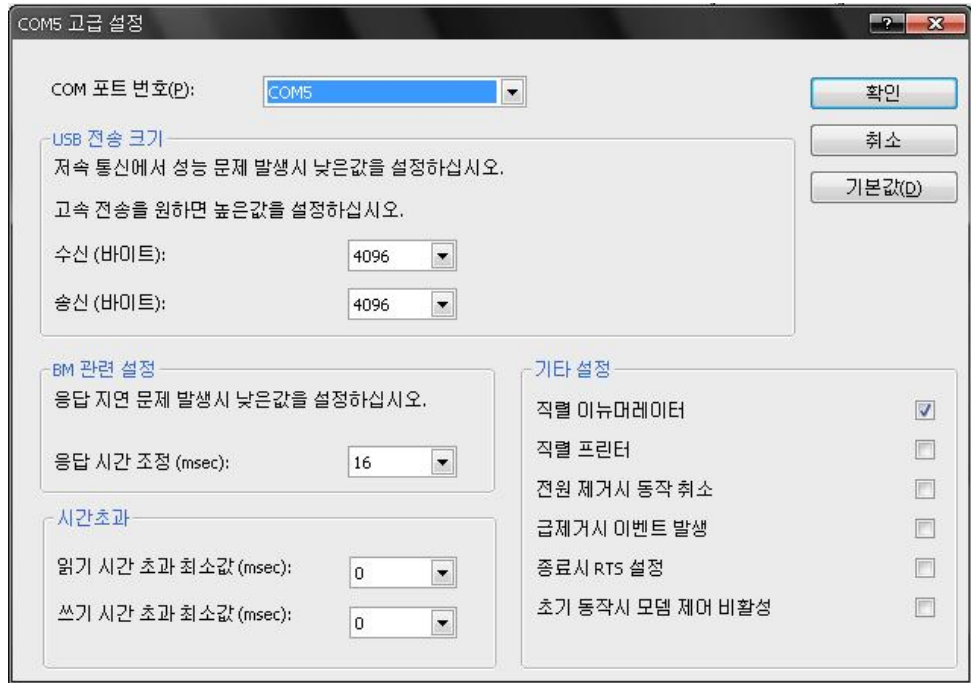 COM5 고급 설정
COM 포트 번호(P):
COM5
확인
취소
기본값(D)
USB 전송 크기
저속 통신에서 성능 문제 발생시 낮은값을 설정하십시오.
고속 전송을 원하면 높은값을 설정하십시오.
수신 (바이트):
4096
송신 (바이트):
4096
BM 관련 설정
응답 지연 문제 발생시 낮은값을 설정하십시오.
응답 시간 조정 (msec):
16
시간초과
읽기 시간 초과 최소값 (msec):
0
쓰기 시간 초과 최소값 (msec):
0
기타 설정
직렬 이뉴머레이터
직렬 프린터
전원 제거시 동작 취소
급제거시 이벤트 발생
종료시 RTS 설정
초기 동작시 모뎀 제어 비활성